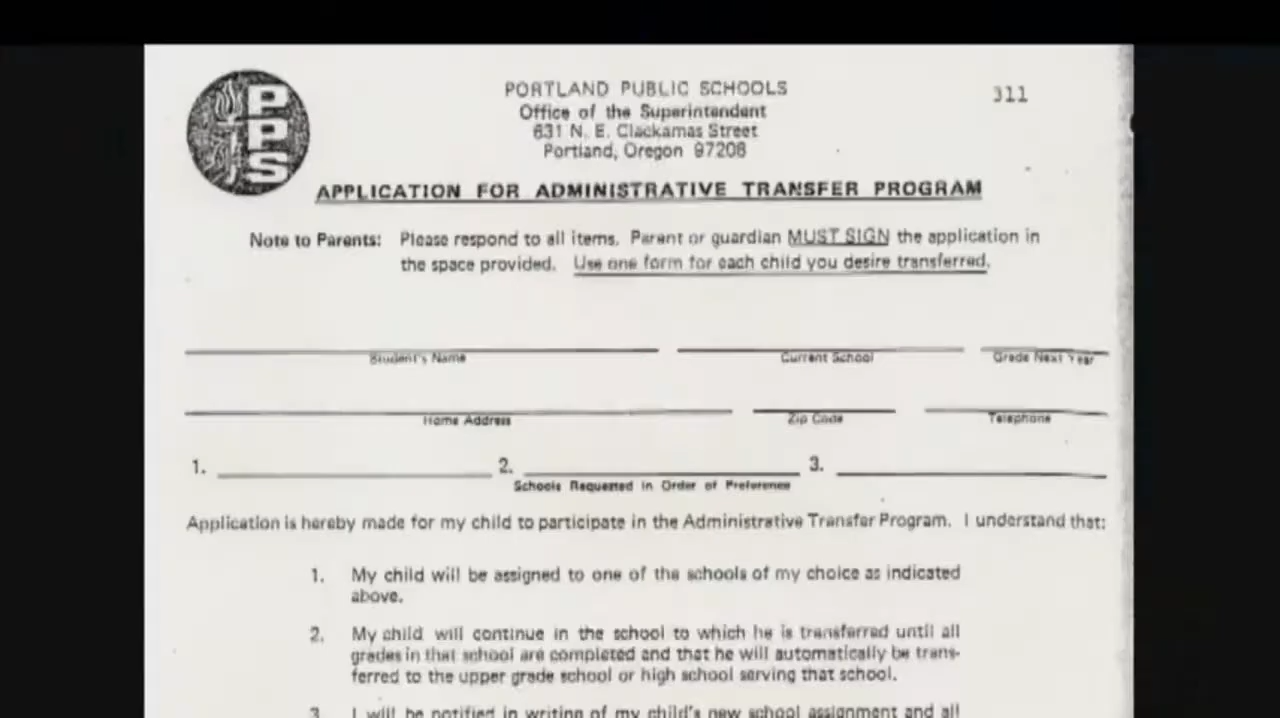 PPS
PORTLAND PUBLIC SCHOOLS
311
Office of the Superintendent
631 N. E. Clackamas Street
Portland, Oregon 97208
APPLICATION FOR ADMINISTRATIVE TRANSFER PROGRAM
Note to Parents: Please respond to all items. Parent or guardian MUST SIGN the application in
the space provided. Use one form for each child you desire transferred.
Student's Name Current School Grade Next Year
Home Address Zip Code Telephone
1. 2. 3.
Schools Requested in Order of Preference
Application is hereby made for my child to participate in the Administrative Transfer Program. I understand that:
1. My child will be assigned to one of the schools of my choice as indicated
above.
2. My child will continue in the school to which he is transferred until all
grades in that school are completed and that he will automatically be trans-
ferred to the upper grade school or high school serving that school.
3. I will be notified in writing of my child's new school assignment and all